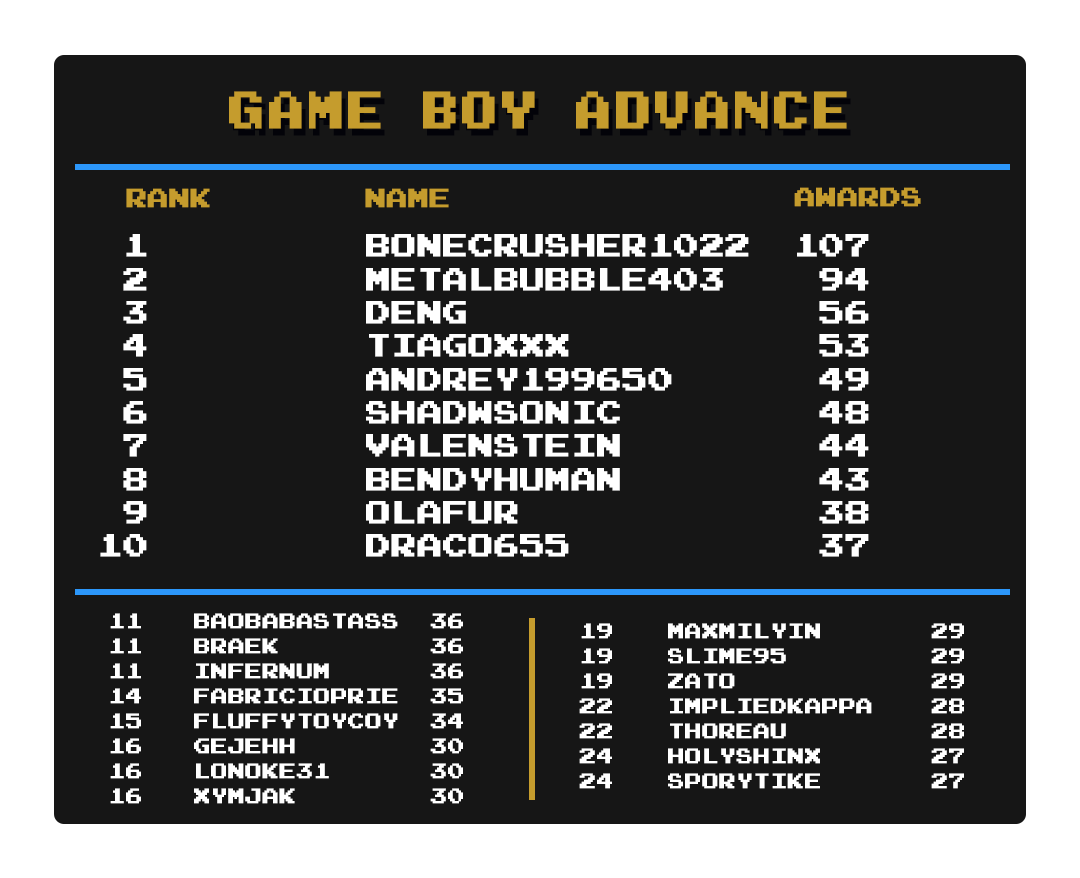 GAME BOY ADVANCE
RANK NAME AWARDS
1 BONECRUSHER1022 107
2 METALBUBBLE403 94
3 DENG 56
4 TIAGOXXX 53
5 ANDREY199650 49
6 SHADWSONIC 48
7 VALENSTEIN 44
8 BENDYHUMAN 43
9 OLAFUR 38
10 DRACO655 37
11 BAOBABASTASS 36
11 BRAEK 36
11 INFERNUM 36
14 FABRICIOPRIE 35
15 FLUFFYTOYCOY 34
16 GEJEHH 30
16 LONOKE31 30
16 XYMJAK 30
19 MAXMILYIN 29
19 SLIME95 29
19 ZATO 29
22 IMPLIEDKAPPA 28
22 THOREAU 28
24 HOLYSHINX 27
24 SPORYTIKE 27